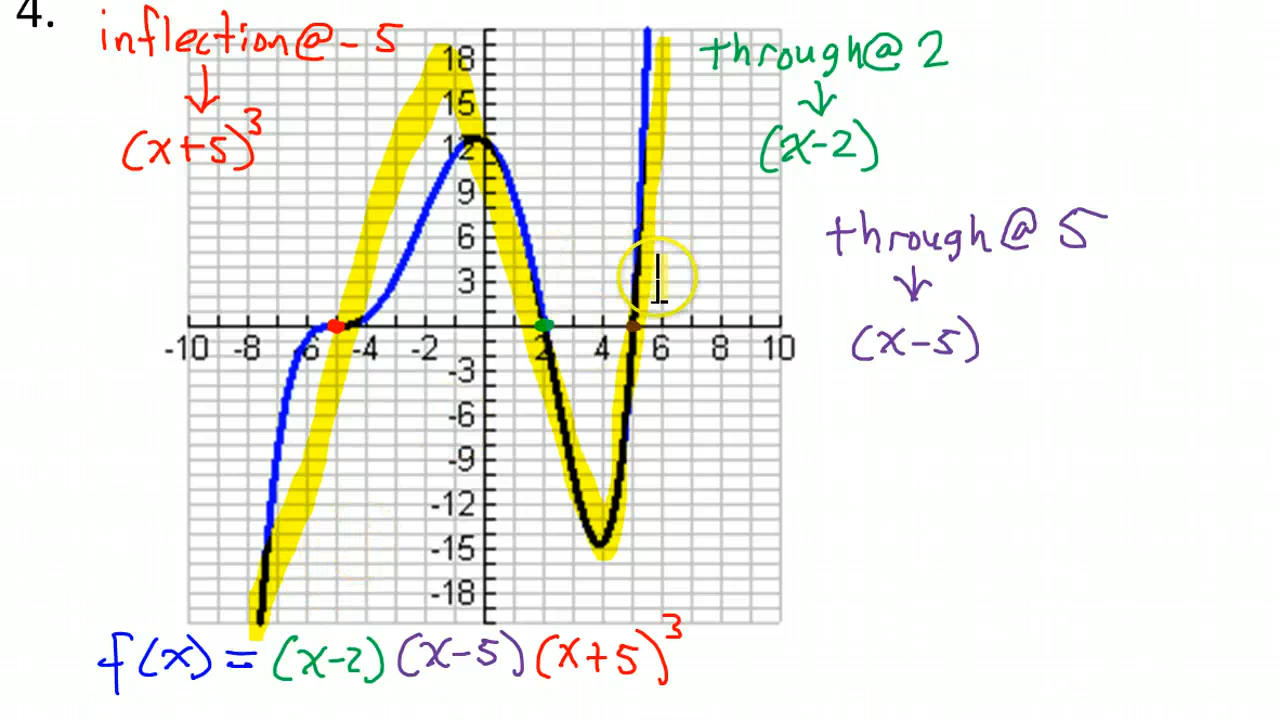 4.
inflection@-5
↓
(x+5)³
through@ 2
↓
(x-2)
through@ 5
↓
(x-5)
18
15
12
9
6
3
-10 -8 -6 -4 -2 2 4 6 8 10
-3
-6
-9
-12
-15
-18
f(x) = (x-2)(x-5)(x+5)³